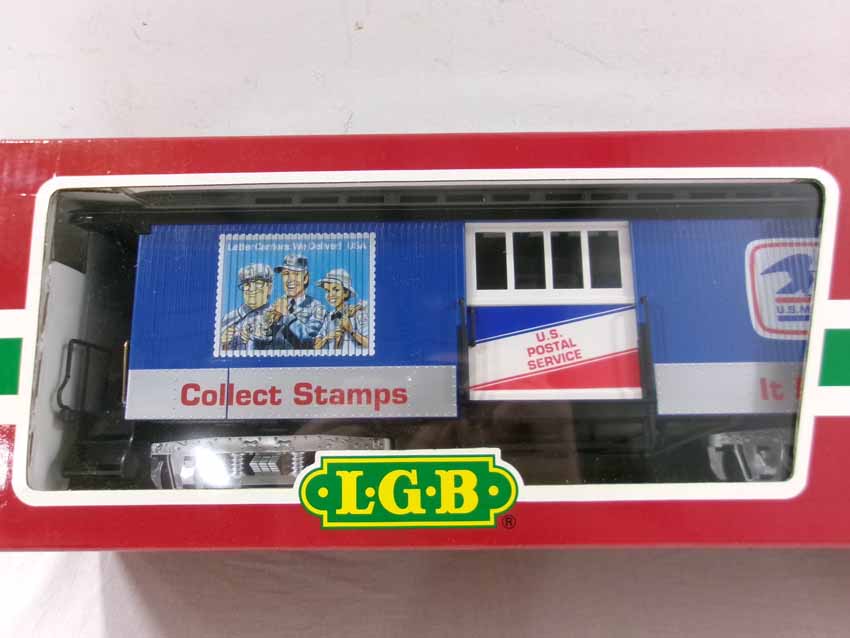 Letter Carriers: We Deliver! USA
U.S.
POSTAL
SERVICE
U.S.M
Collect Stamps
It
L·G·B
®